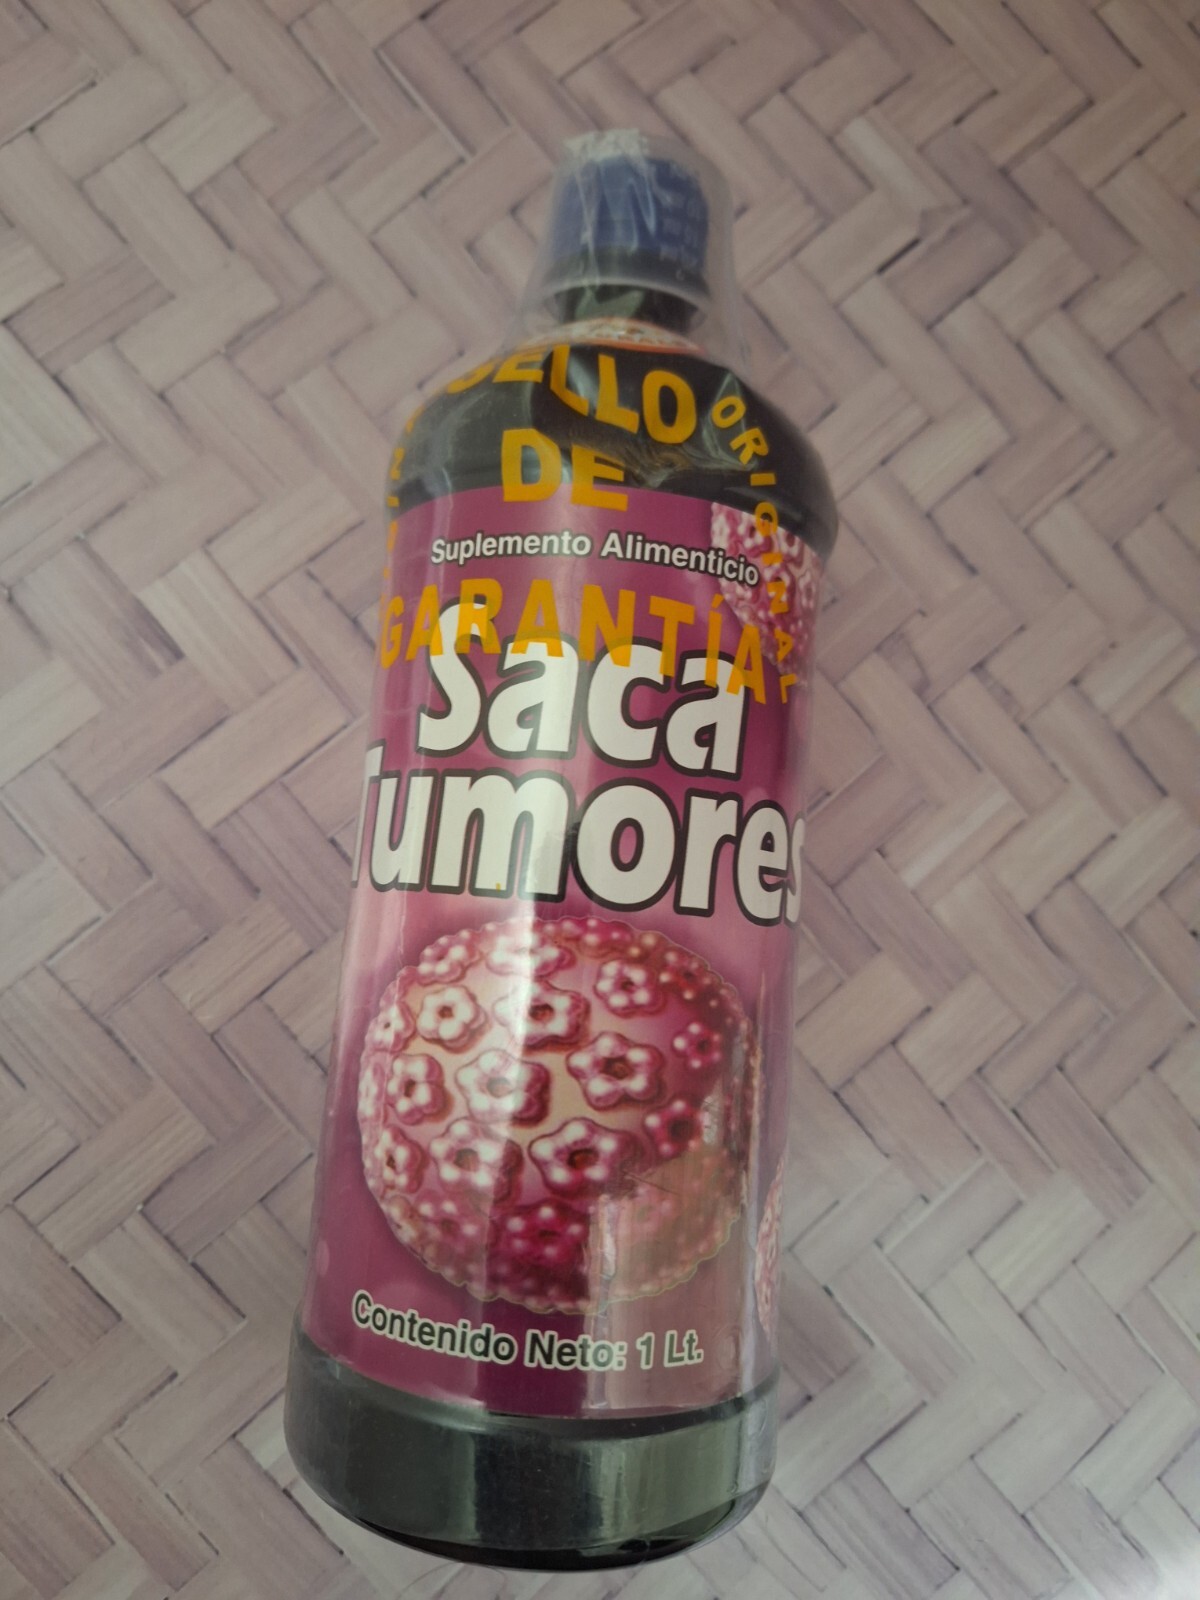 SELLO
DE
GARANTÍA
ORIGINAL
Suplemento Alimenticio
Saca
Tumores
Contenido Neto: 1 Lt.